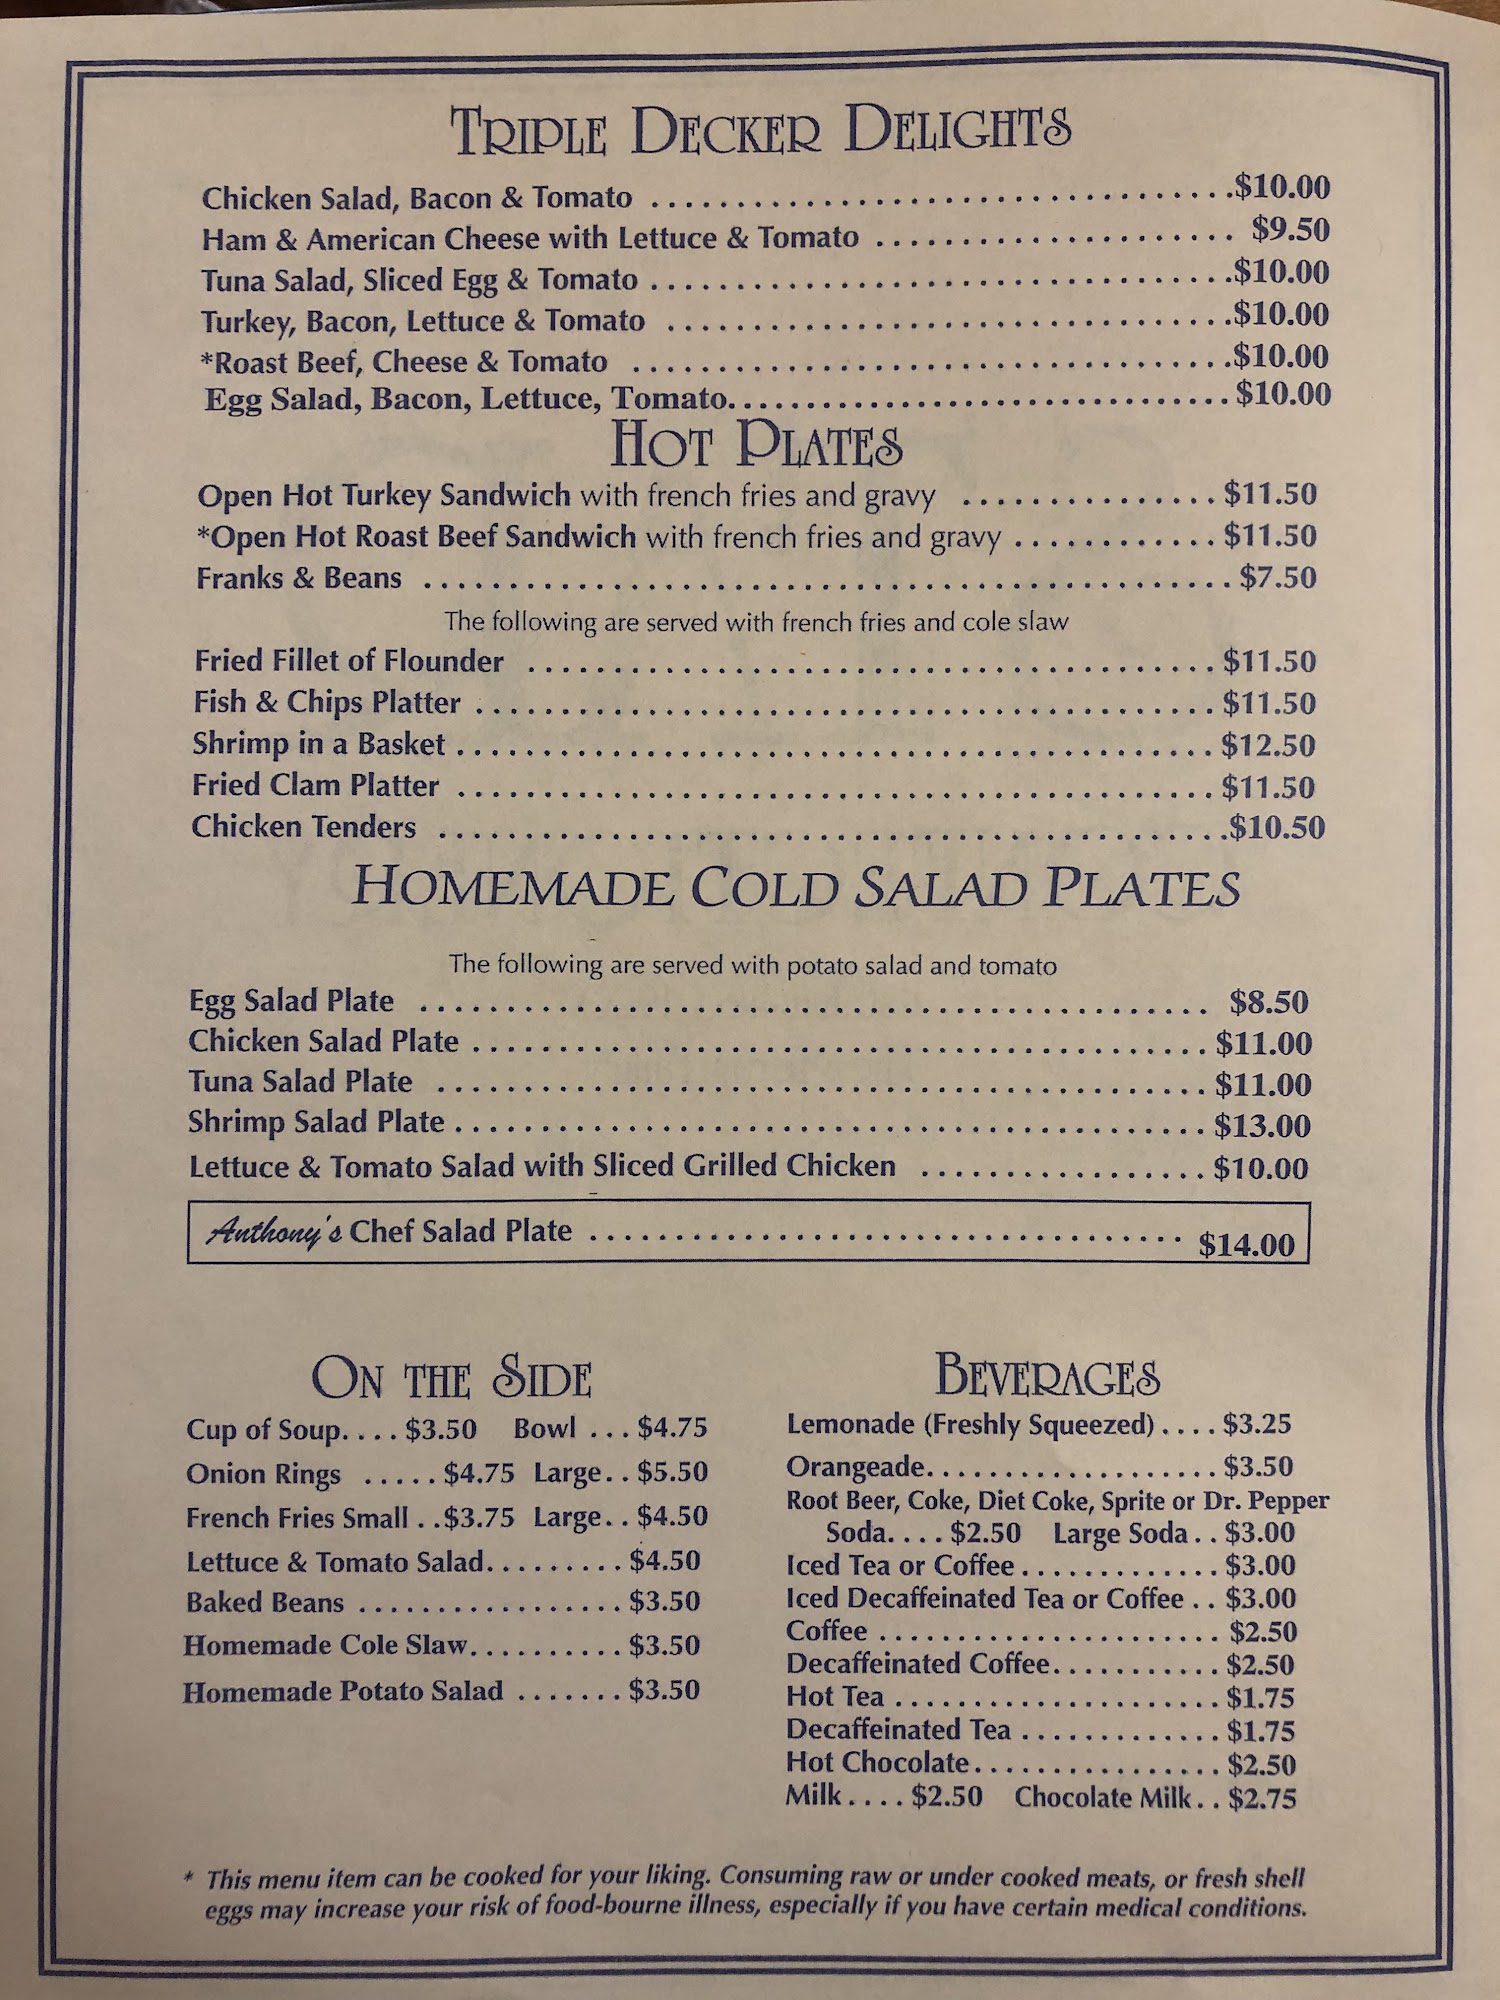 TRIPLE DECKER DELIGHTS
Chicken Salad, Bacon & Tomato ..................................$10.00
Ham & American Cheese with Lettuce & Tomato ..................... $9.50
Tuna Salad, Sliced Egg & Tomato ..................................$10.00
Turkey, Bacon, Lettuce & Tomato .................................$10.00
*Roast Beef, Cheese & Tomato ...................................$10.00
Egg Salad, Bacon, Lettuce, Tomato................................$10.00
HOT PLATES
Open Hot Turkey Sandwich with french fries and gravy ............... $11.50
*Open Hot Roast Beef Sandwich with french fries and gravy ............ $11.50
Franks & Beans ............................................... $7.50
The following are served with french fries and cole slaw
Fried Fillet of Flounder ......................................... $11.50
Fish & Chips Platter ............................................ $11.50
Shrimp in a Basket ............................................. $12.50
Fried Clam Platter ............................................. $11.50
Chicken Tenders ...............................................$10.50
HOMEMADE COLD SALAD PLATES
The following are served with potato salad and tomato
Egg Salad Plate ............................................... $8.50
Chicken Salad Plate ............................................ $11.00
Tuna Salad Plate .............................................. $11.00
Shrimp Salad Plate ............................................. $13.00
Lettuce & Tomato Salad with Sliced Grilled Chicken ................. $10.00
Anthony's Chef Salad Plate ................................... $14.00
ON THE SIDE
Cup of Soup.... $3.50 Bowl ... $4.75
Onion Rings ..... $4.75 Large.. $5.50
French Fries Small ..$3.75 Large.. $4.50
Lettuce & Tomato Salad......... $4.50
Baked Beans ................. $3.50
Homemade Cole Slaw.......... $3.50
Homemade Potato Salad ....... $3.50
BEVERAGES
Lemonade (Freshly Squeezed).... $3.25
Orangeade................... $3.50
Root Beer, Coke, Diet Coke, Sprite or Dr. Pepper
Soda.... $2.50 Large Soda.. $3.00
Iced Tea or Coffee............. $3.00
Iced Decaffeinated Tea or Coffee .. $3.00
Coffee ...................... $2.50
Decaffeinated Coffee........... $2.50
Hot Tea ..................... $1.75
Decaffeinated Tea ............. $1.75
Hot Chocolate................ $2.50
Milk.... $2.50 Chocolate Milk.. $2.75
* This menu item can be cooked for your liking. Consuming raw or under cooked meats, or fresh shell
eggs may increase your risk of food-bourne illness, especially if you have certain medical conditions.